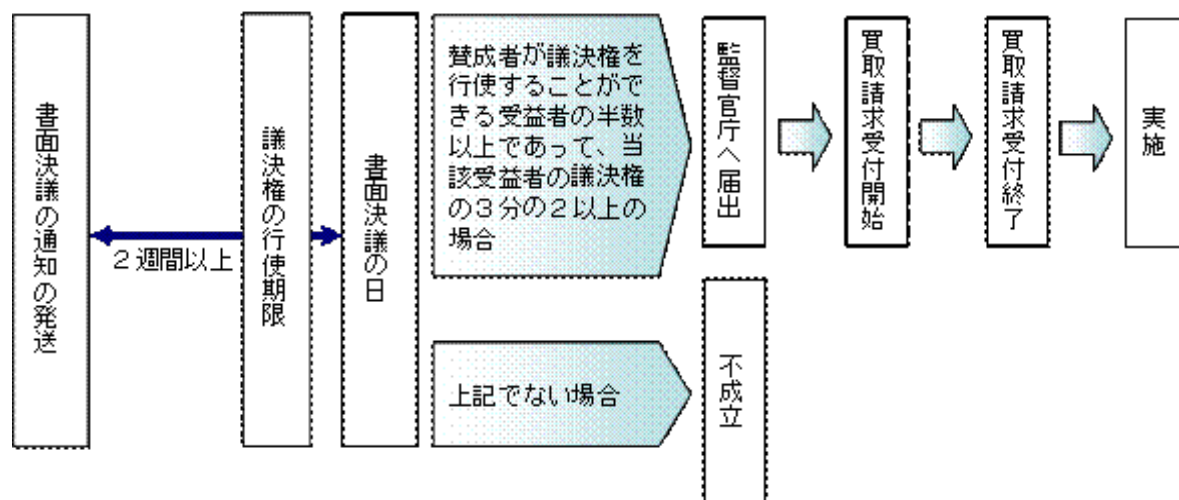 書面決議の通知の発送
2週間以上
議決権の行使期限
書面決議の日
賛成者が議決権を
行使することがで
きる受益者の半数
以上であって、当
該受益者の議決権
の3分の2以上の
場合
監督官庁へ届出
買取請求受付開始
買取請求受付終了
実施
上記でない場合
不成立